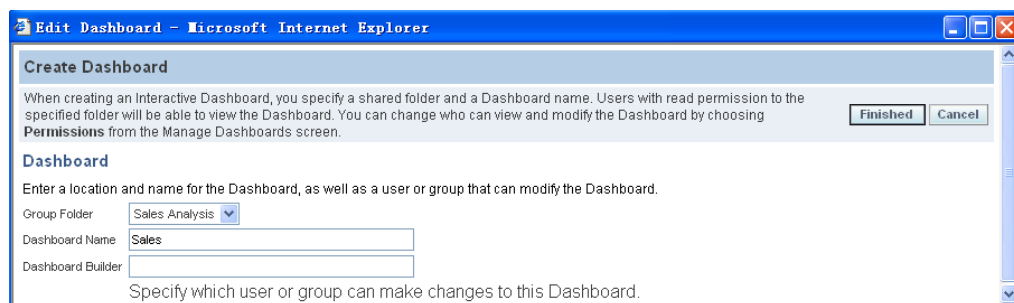 Edit Dashboard - Microsoft Internet Explorer
Create Dashboard
When creating an Interactive Dashboard, you specify a shared folder and a Dashboard name. Users with read permission to the
specified folder will be able to view the Dashboard. You can change who can view and modify the Dashboard by choosing
Permissions from the Manage Dashboards screen.
Finished Cancel
Dashboard
Enter a location and name for the Dashboard, as well as a user or group that can modify the Dashboard.
Group Folder Sales Analysis
Dashboard Name Sales
Dashboard Builder
Specify which user or group can make changes to this Dashboard.